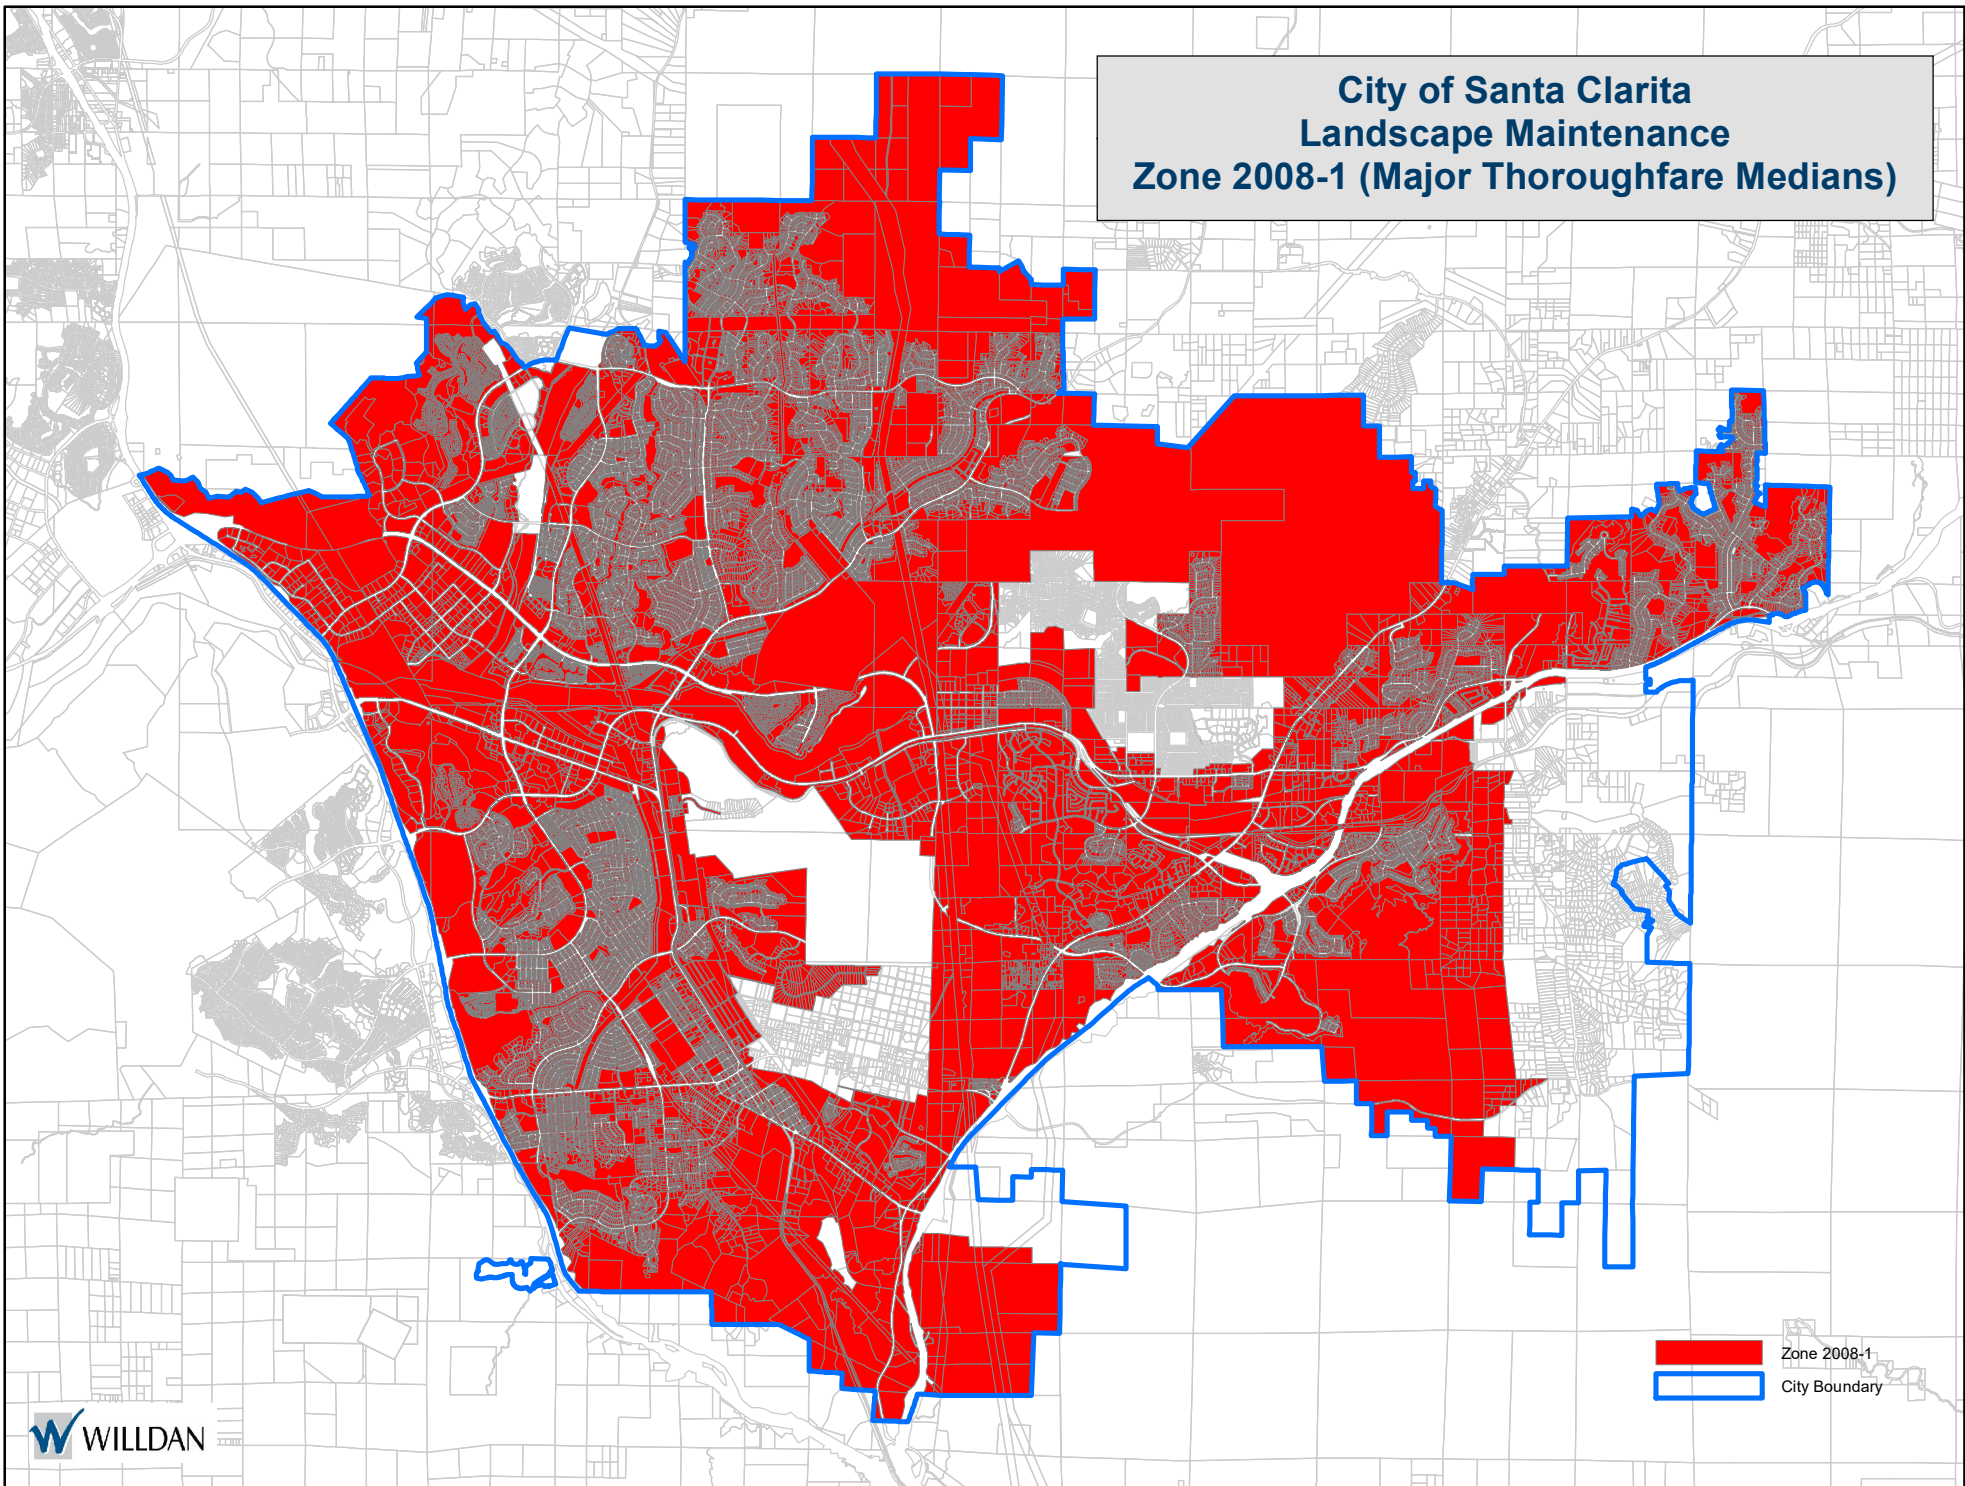 City of Santa Clarita
Landscape Maintenance
Zone 2008-1 (Major Thoroughfare Medians)
Zone 2008-1
City Boundary
WILLDAN